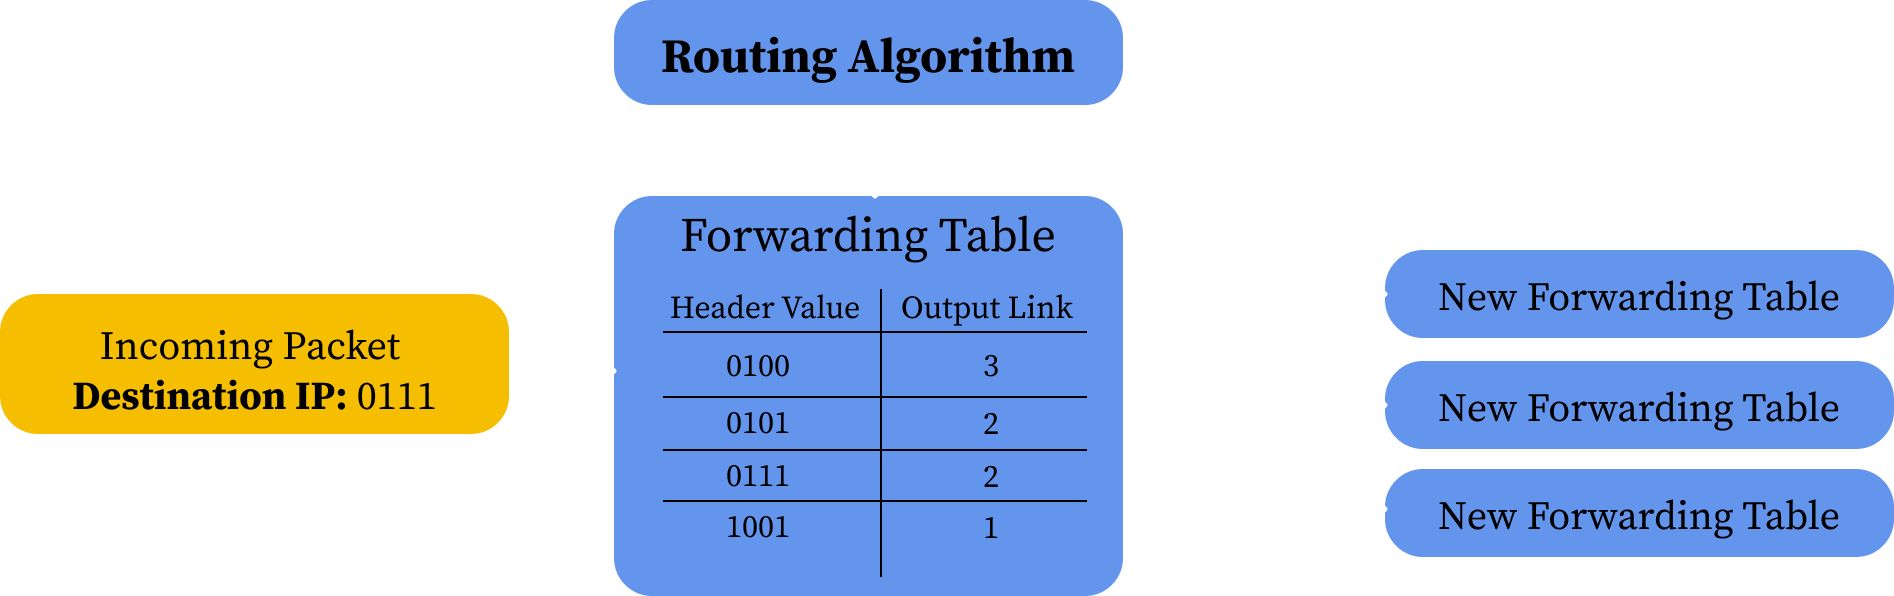 Routing Algorithm
Forwarding Table
Header Value Output Link
0100 3
0101 2
0111 2
1001 1
Incoming Packet
Destination IP: 0111
New Forwarding Table
New Forwarding Table
New Forwarding Table